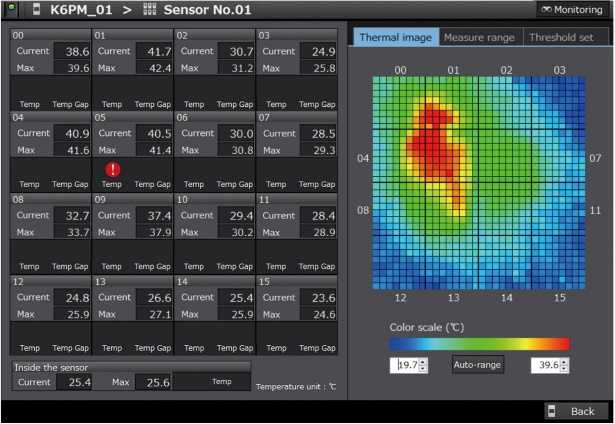 K6PM_01 > Sensor No.01 Monitoring
Thermal image Measure range Threshold set
00 01 02 03
Current 38.6 Current 41.7 Current 30.7 Current 24.9
Max 39.6 Max 42.4 Max 31.2 Max 25.8
Temp Temp Gap Temp Temp Gap Temp Temp Gap Temp Temp Gap
04 05 06 07
Current 40.9 Current 40.5 Current 30.0 Current 28.5
Max 41.6 Max 41.4 Max 30.8 Max 29.3
!
Temp Temp Gap Temp Temp Gap Temp Temp Gap Temp Temp Gap
08 09 10 11
Current 32.7 Current 37.4 Current 29.4 Current 28.4
Max 33.7 Max 37.9 Max 30.2 Max 28.9
Temp Temp Gap Temp Temp Gap Temp Temp Gap Temp Temp Gap
12 13 14 15
Current 24.8 Current 26.6 Current 25.4 Current 23.6
Max 25.9 Max 27.1 Max 25.9 Max 24.6
Temp Temp Gap Temp Temp Gap Temp Temp Gap Temp Temp Gap
Inside the sensor
Current 25.4 Max 25.6 Temp
Temperature unit : ℃
00 01 02 03
04 07
08 11
12 13 14 15
Color scale (℃)
19.7 Auto-range 39.6
Back